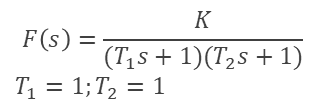 F(s) = K / ((T₁s + 1)(T₂s + 1))
T₁ = 1; T₂ = 1